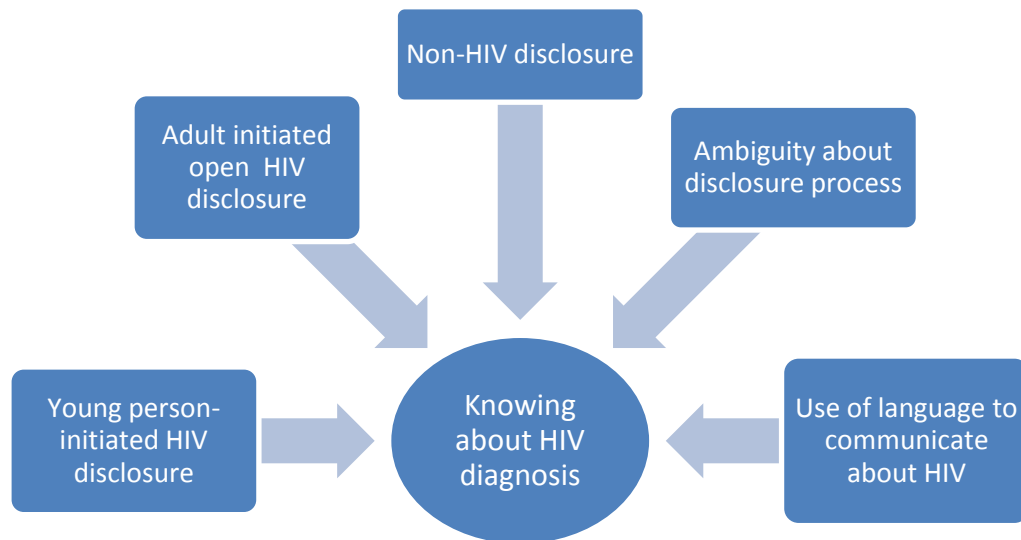 Non-HIV disclosure
Adult initiated
open HIV
disclosure
Ambiguity about
disclosure process
Young person-
initiated HIV
disclosure
Knowing
about HIV
diagnosis
Use of language to
communicate
about HIV